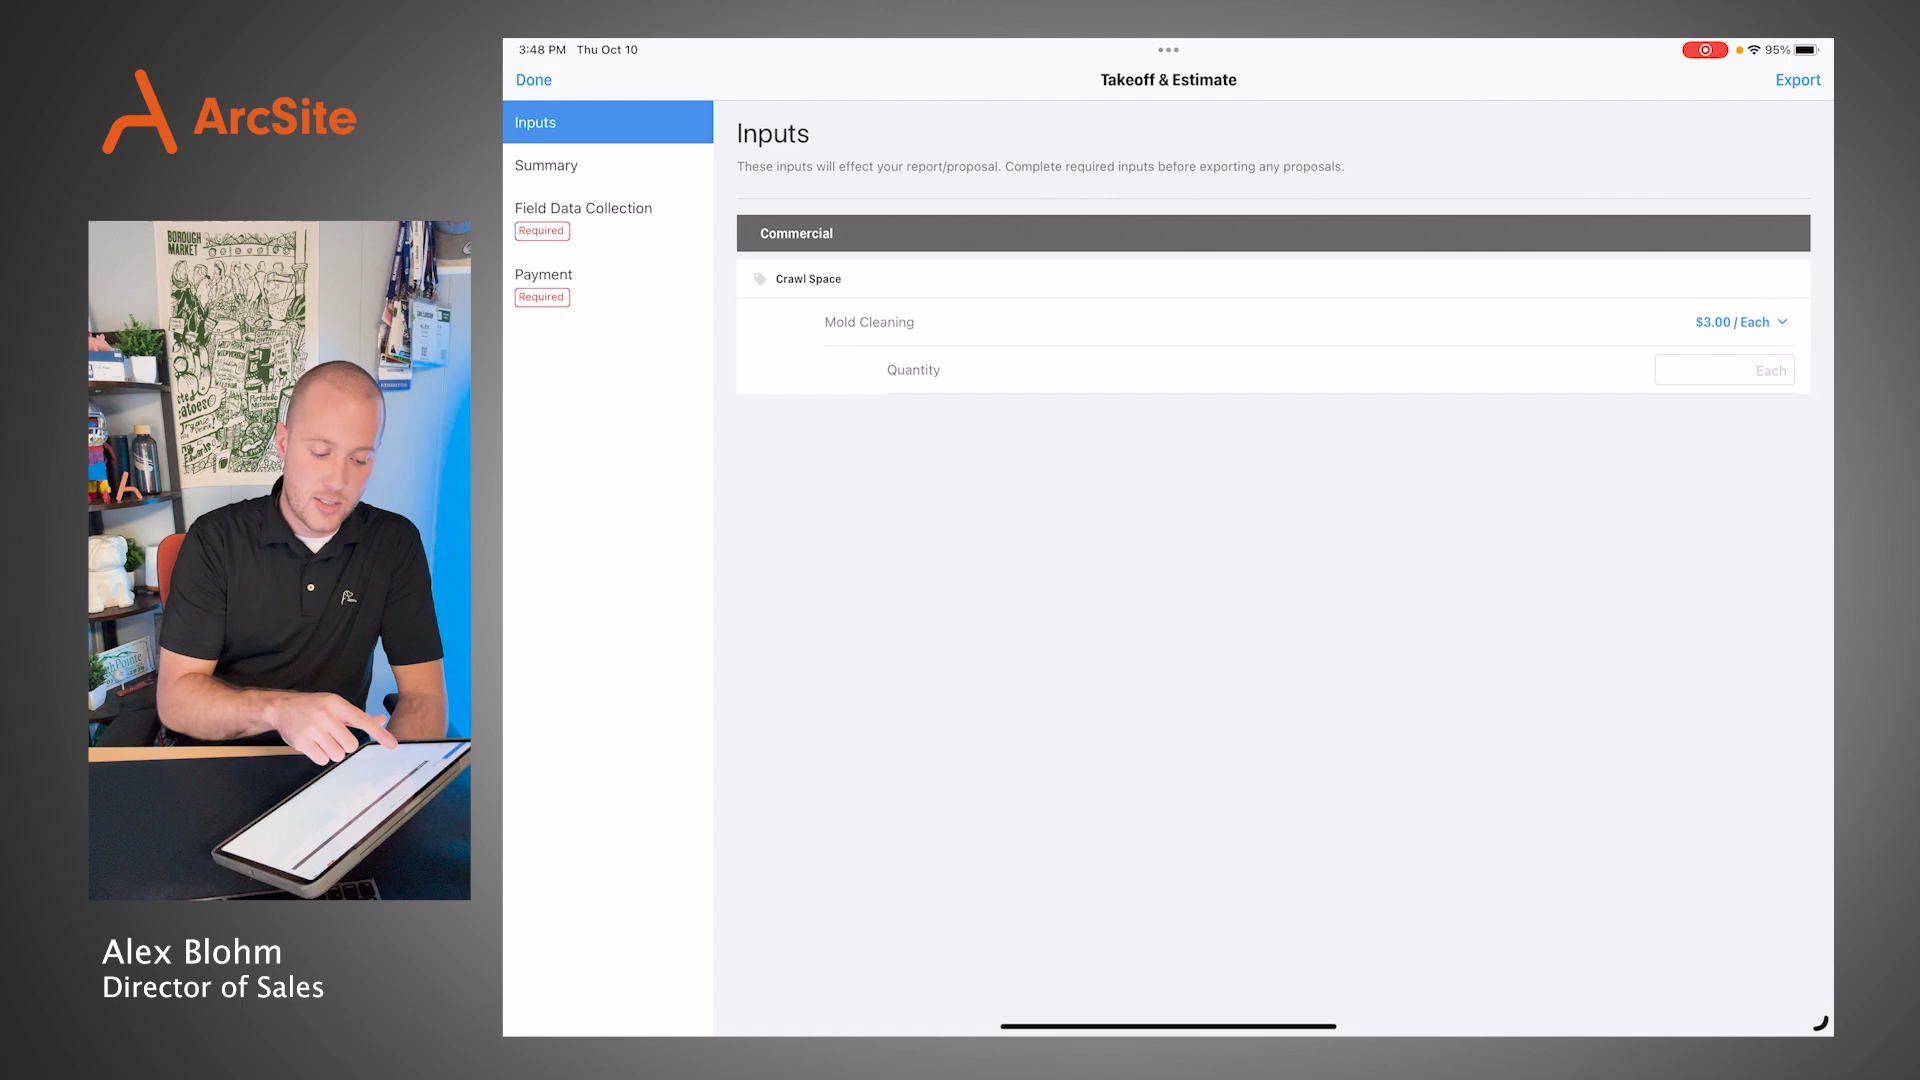 ArcSite
BOROUGH
MARKET
Alex Blohm
Director of Sales
3:48 PM Thu Oct 10
95%
Done
Takeoff & Estimate
Export
Inputs
Summary
Field Data Collection
Required
Payment
Required
Inputs
These inputs will effect your report/proposal. Complete required inputs before exporting any proposals.
Commercial
Crawl Space
Mold Cleaning
$3.00 / Each
Quantity
Each